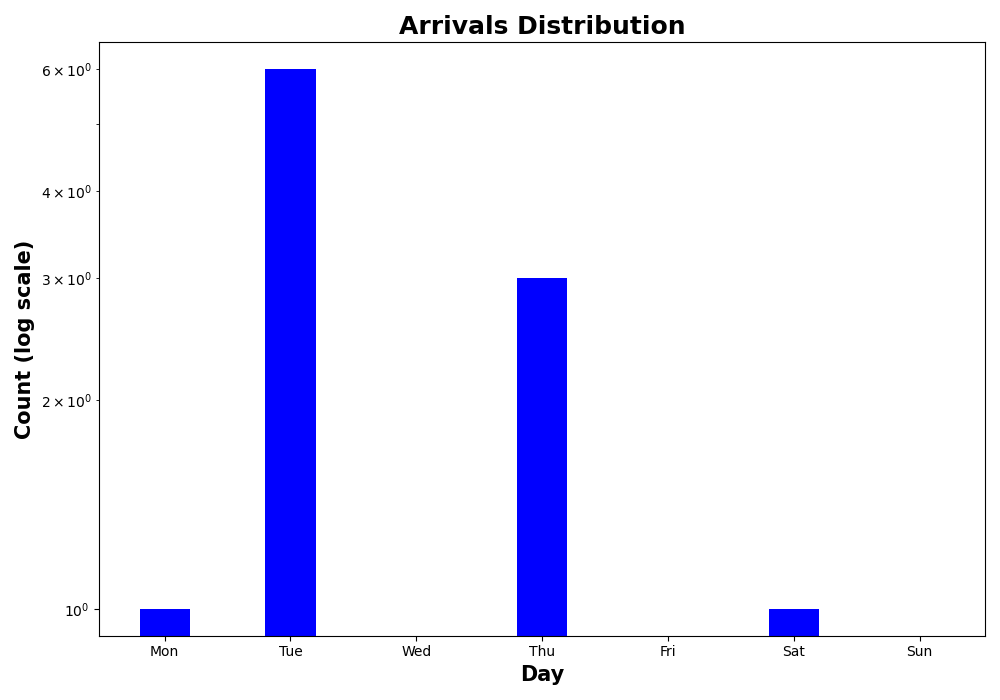 Arrivals Distribution
6 × 10⁰
4 × 10⁰
3 × 10⁰
2 × 10⁰
10⁰
Count (log scale)
Mon Tue Wed Thu Fri Sat Sun
Day